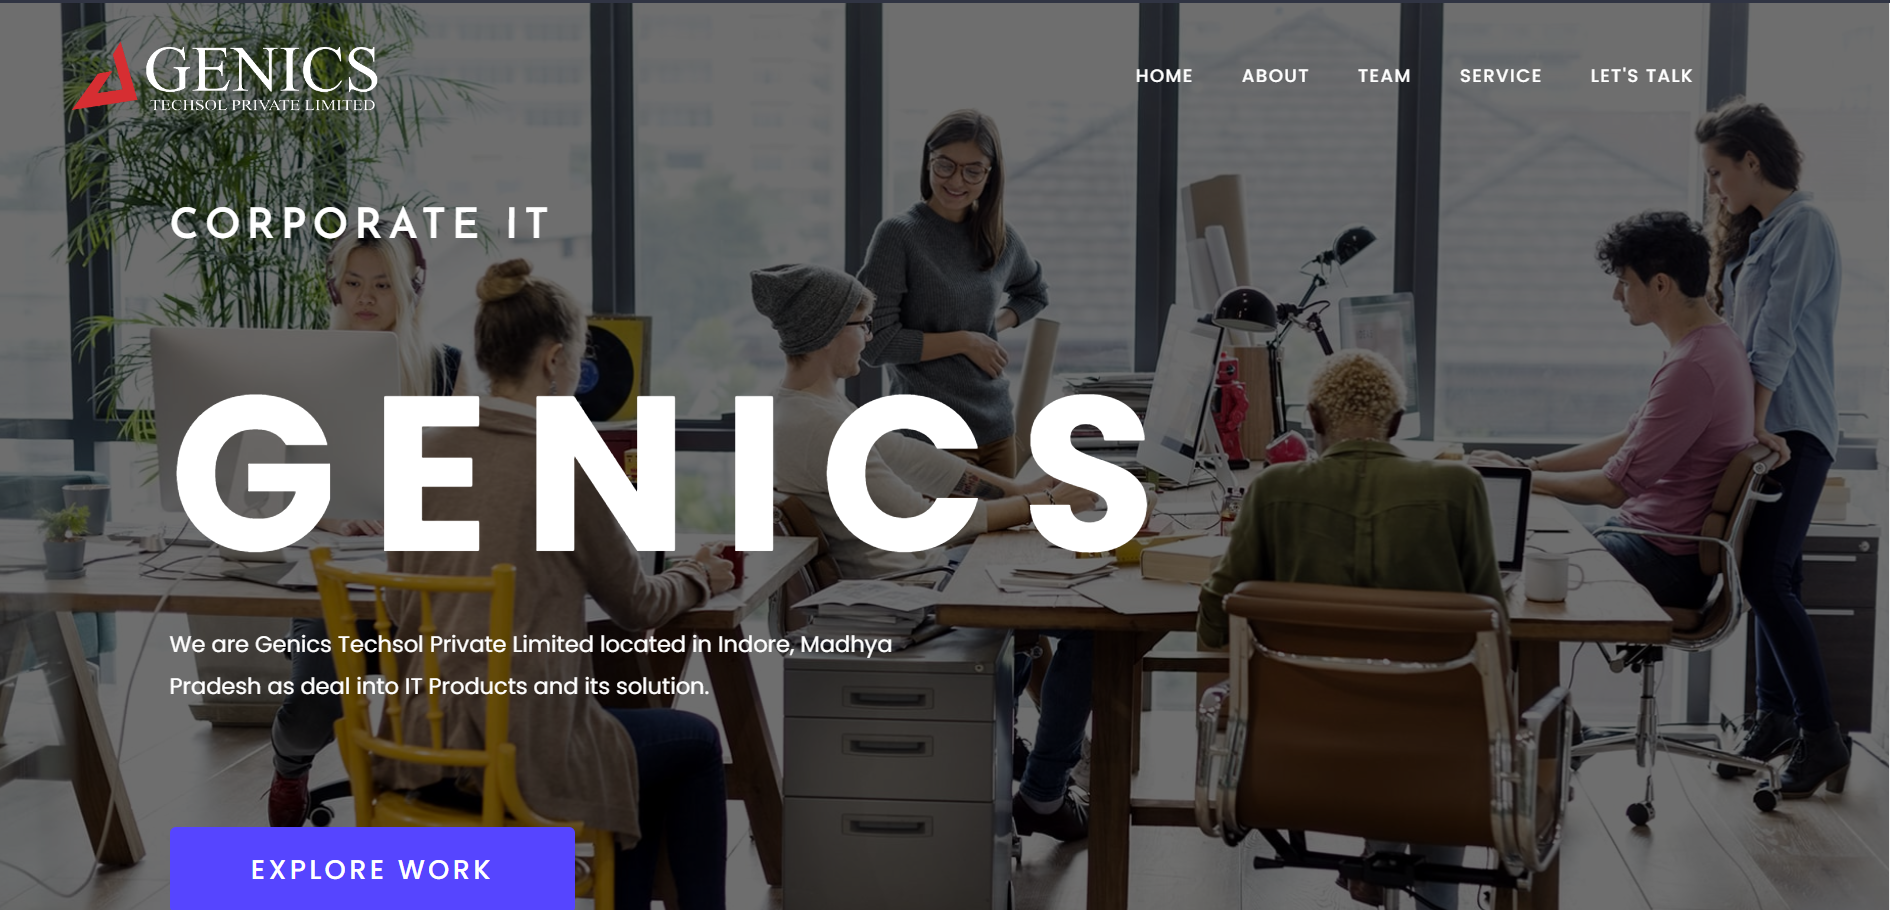 GENICS
TECHSOL PRIVATE LIMITED
HOME ABOUT TEAM SERVICE LET'S TALK
CORPORATE IT
GENICS
We are Genics Techsol Private Limited located in Indore, Madhya
Pradesh as deal into IT Products and its solution.
EXPLORE WORK